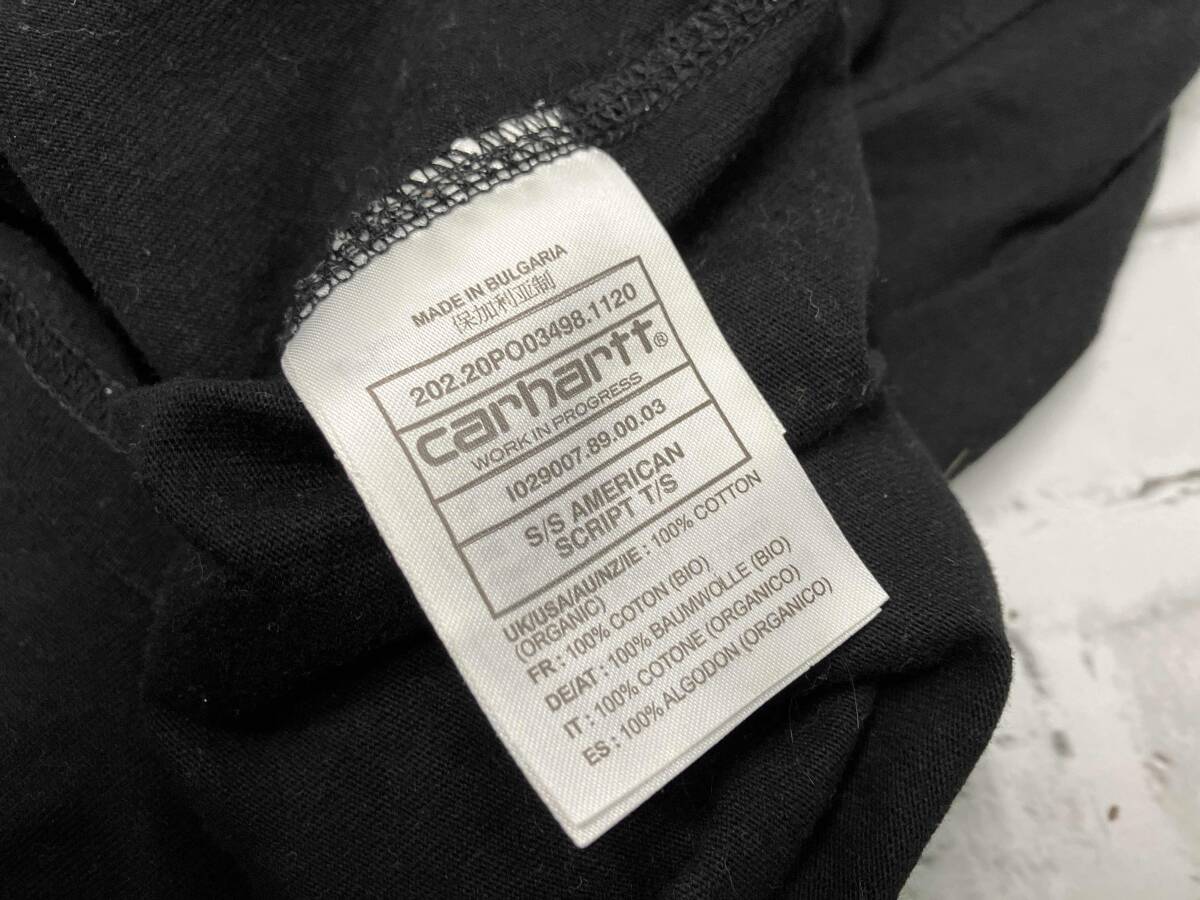 MADE IN BULGARIA
保加利亚制
202.20PO03498.1120
carhartt®
WORK IN PROGRESS
I029007.89.00.03
S/S AMERICAN
SCRIPT T/S
UK/USA/AU/NZ/IE : 100% COTTON
(ORGANIC)
FR : 100% COTON (BIO)
DE/AT : 100% BAUMWOLLE (BIO)
IT : 100% COTONE (ORGANICO)
ES : 100% ALGODON (ORGANICO)